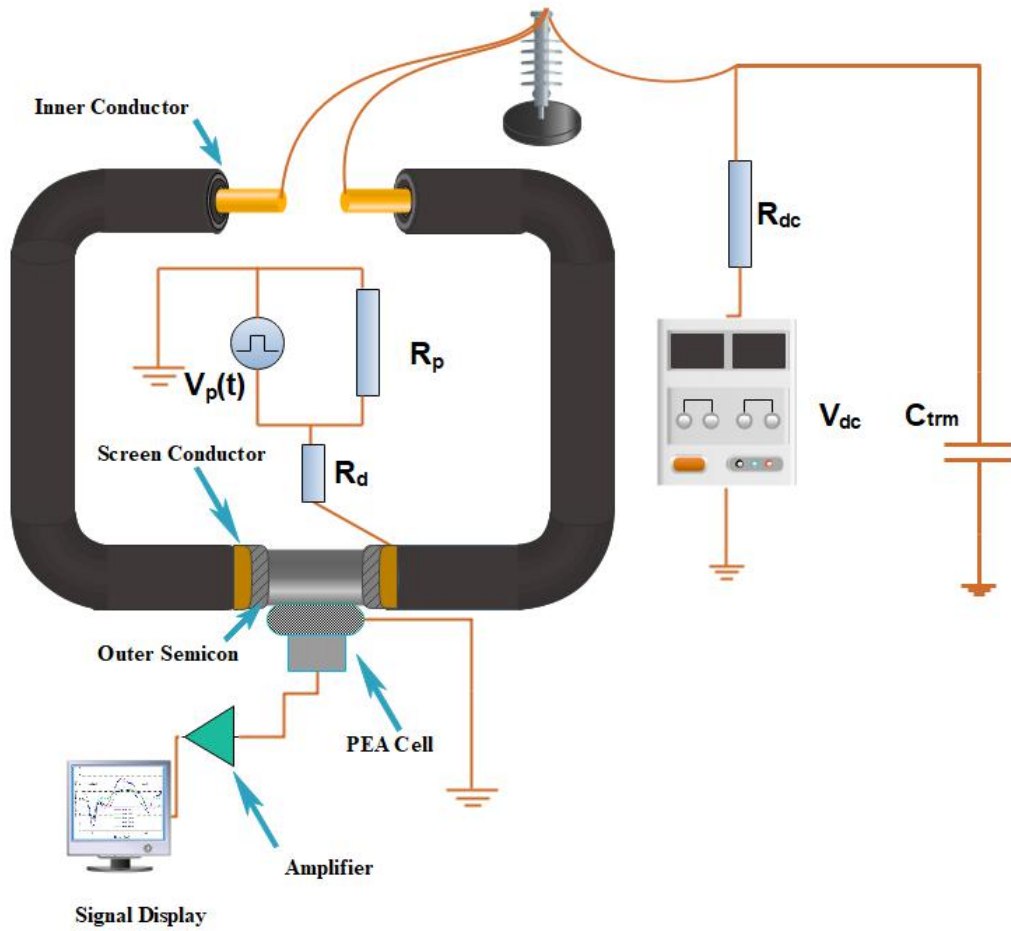 Inner Conductor
Rdc
Rp
Vp(t)
Vdc
Ctrm
Screen Conductor
Rd
Outer Semicon
PEA Cell
Amplifier
Signal Display